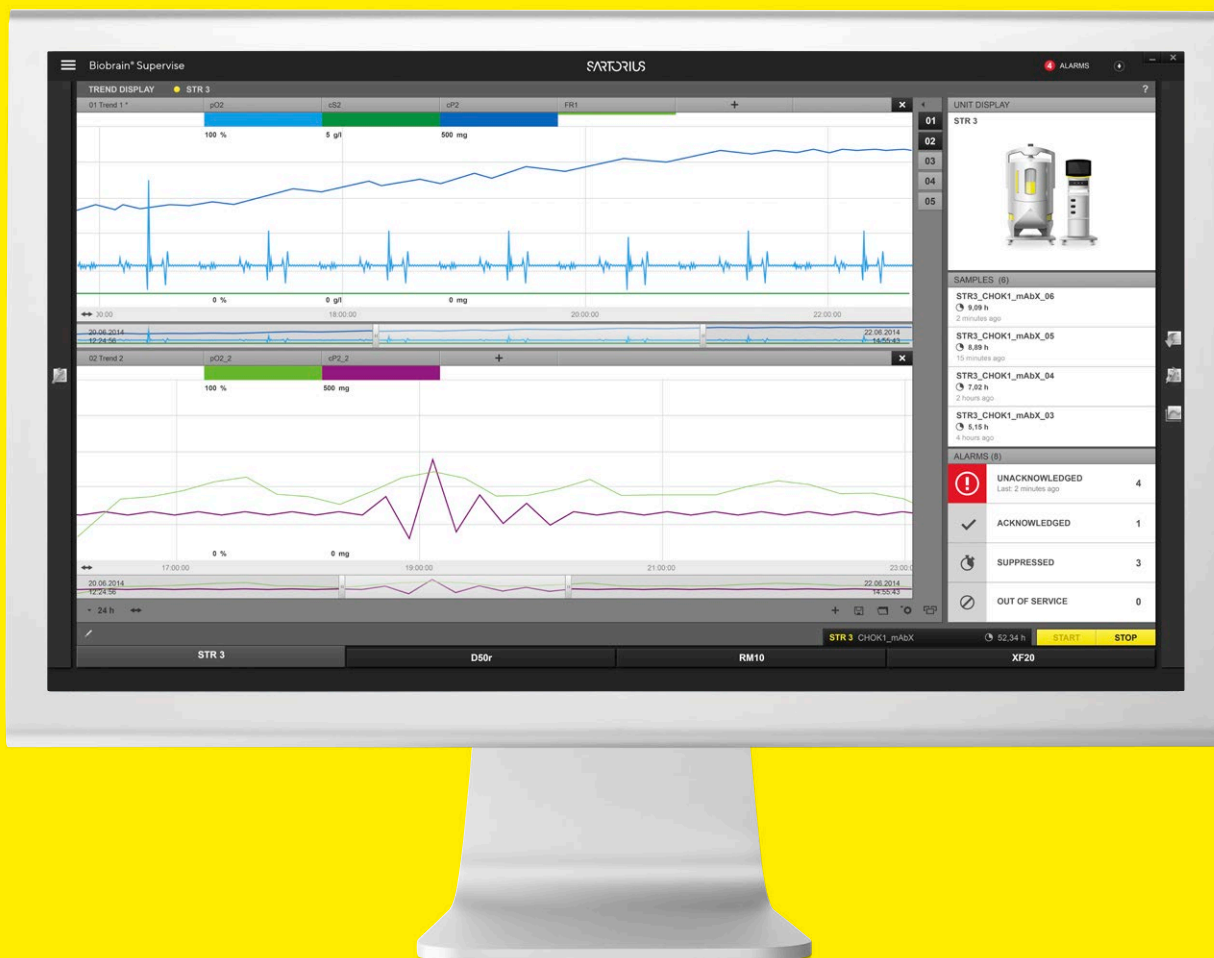 Biobrain® Supervise
SARTORIUS
4 ALARMS
TREND DISPLAY STR 3
?
01 Trend 1 * pO2 cS2 cP2 FR1 +
100 % 5 g/l 500 mg
0 % 0 g/l 0 mg
18:00:00 20:00:00 22:00:00
20.06.2014 22.06.2014
12:24:56 14:55:43
01
02
03
04
05
02 Trend 2 pO2_2 cP2_2 +
100 % 500 mg
0 % 0 mg
17:00:00 19:00:00 21:00:00
20.06.2014 22.06.2014
12:24:56 14:55:43
24 h
UNIT DISPLAY
STR 3
SAMPLES (6)
STR3_CHOK1_mAbX_06
9,09 h
2 minutes ago
STR3_CHOK1_mAbX_05
8,89 h
15 minutes ago
STR3_CHOK1_mAbX_04
7,02 h
2 hours ago
STR3_CHOK1_mAbX_03
5,15 h
4 hours ago
ALARMS (8)
UNACKNOWLEDGED 4
Last: 2 minutes ago
ACKNOWLEDGED 1
SUPPRESSED 3
OUT OF SERVICE 0
STR 3 CHOK1_mAbX 52,34 h START STOP
STR 3 D50r RM10 XF20